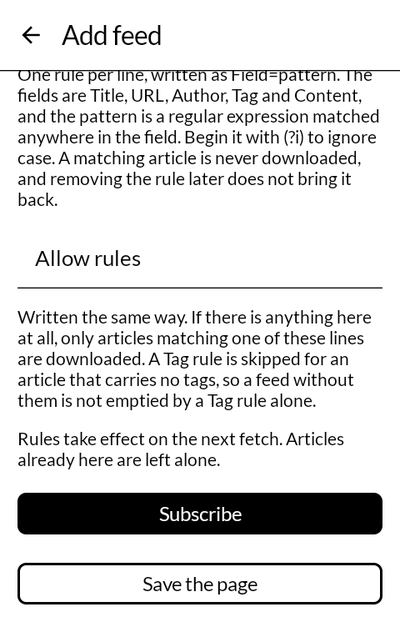 Add feed
One rule per line, written as Field=pattern. The
fields are Title, URL, Author, Tag and Content,
and the pattern is a regular expression matched
anywhere in the field. Begin it with (?i) to ignore
case. A matching article is never downloaded,
and removing the rule later does not bring it
back.
Allow rules
Written the same way. If there is anything here
at all, only articles matching one of these lines
are downloaded. A Tag rule is skipped for an
article that carries no tags, so a feed without
them is not emptied by a Tag rule alone.
Rules take effect on the next fetch. Articles
already here are left alone.
Subscribe
Save the page